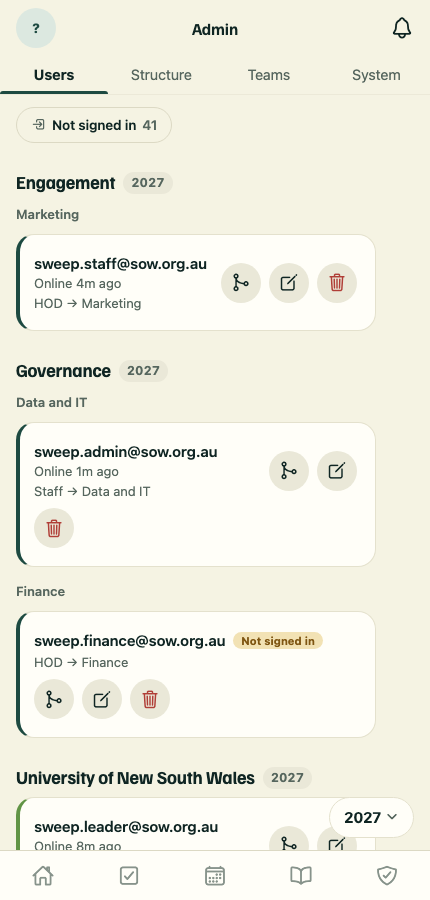 ?
Admin
Users
Structure
Teams
System
Not signed in 41
Engagement 2027
Marketing
sweep.staff@sow.org.au
Online 4m ago
HOD → Marketing
Governance 2027
Data and IT
sweep.admin@sow.org.au
Online 1m ago
Staff → Data and IT
Finance
sweep.finance@sow.org.au Not signed in
HOD → Finance
University of New South Wales 2027
sweep.leader@sow.org.au
Online 8m ago
2027